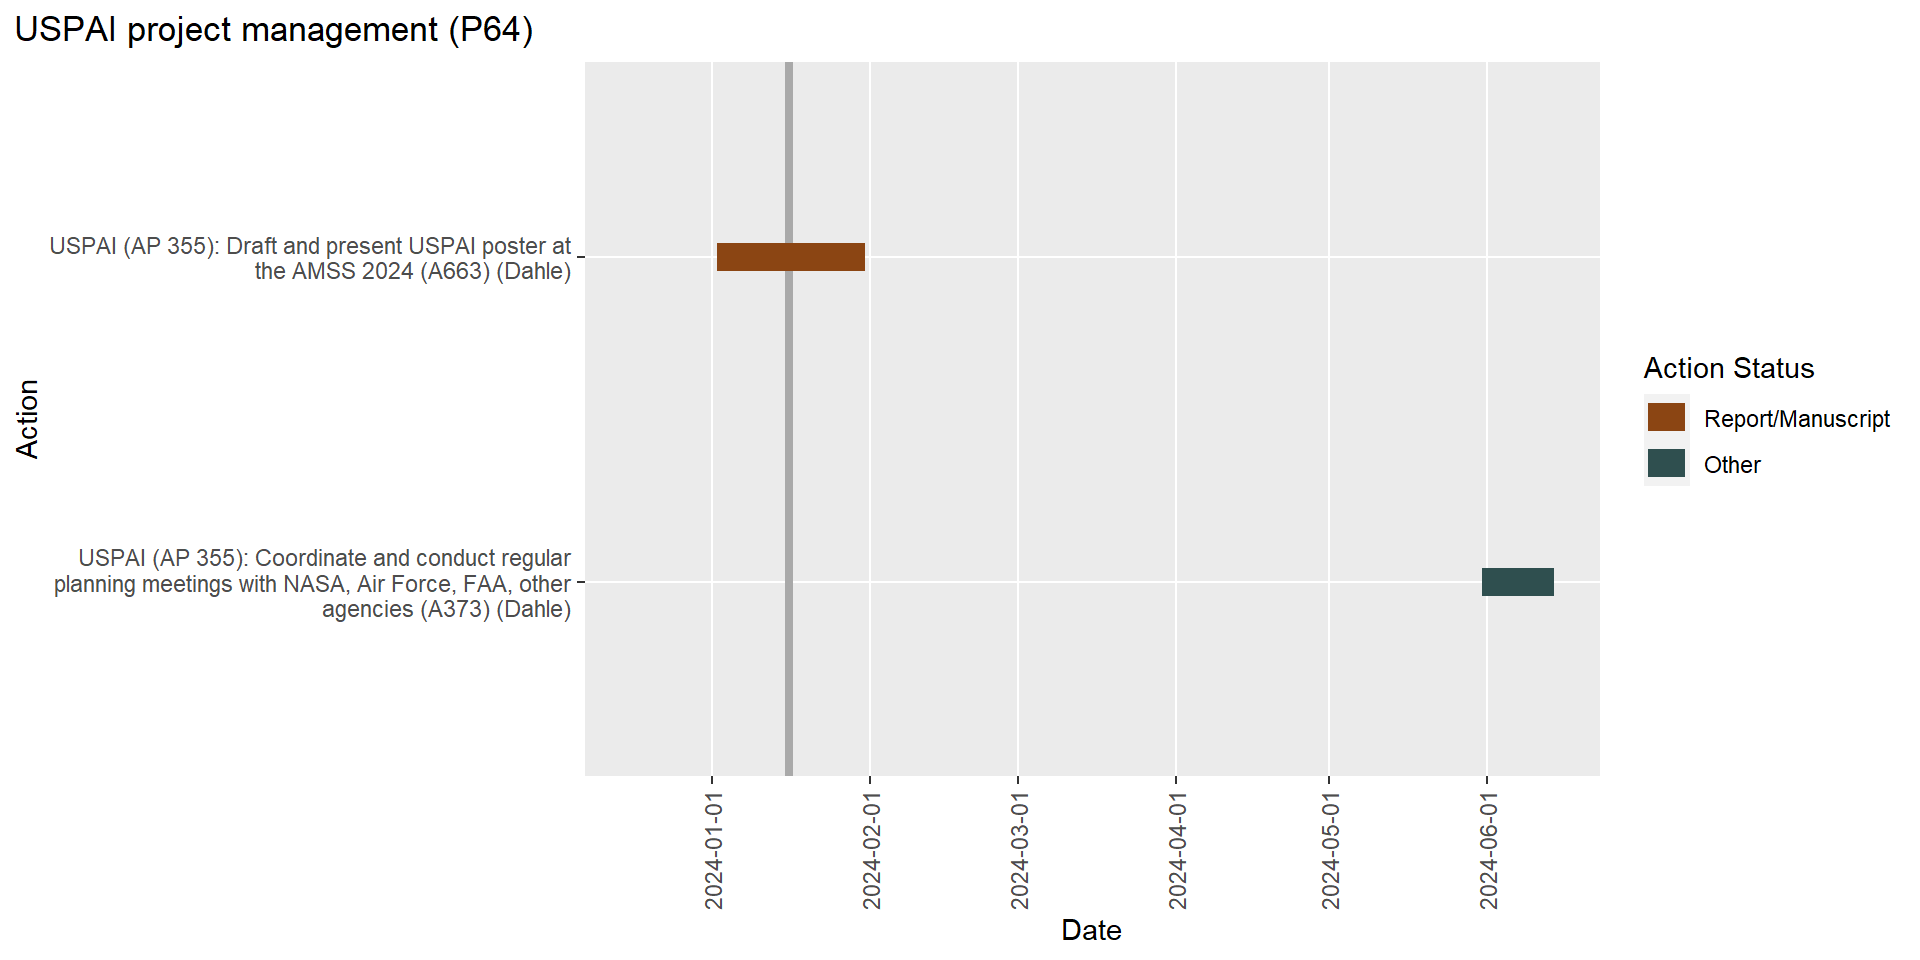 USPAI project management (P64)
USPAI (AP 355): Draft and present USPAI poster at
the AMSS 2024 (A663) (Dahle)
Action
USPAI (AP 355): Coordinate and conduct regular
planning meetings with NASA, Air Force, FAA, other
agencies (A373) (Dahle)
Action Status
Report/Manuscript
Other
2024-01-01
2024-02-01
2024-03-01
2024-04-01
2024-05-01
2024-06-01
Date